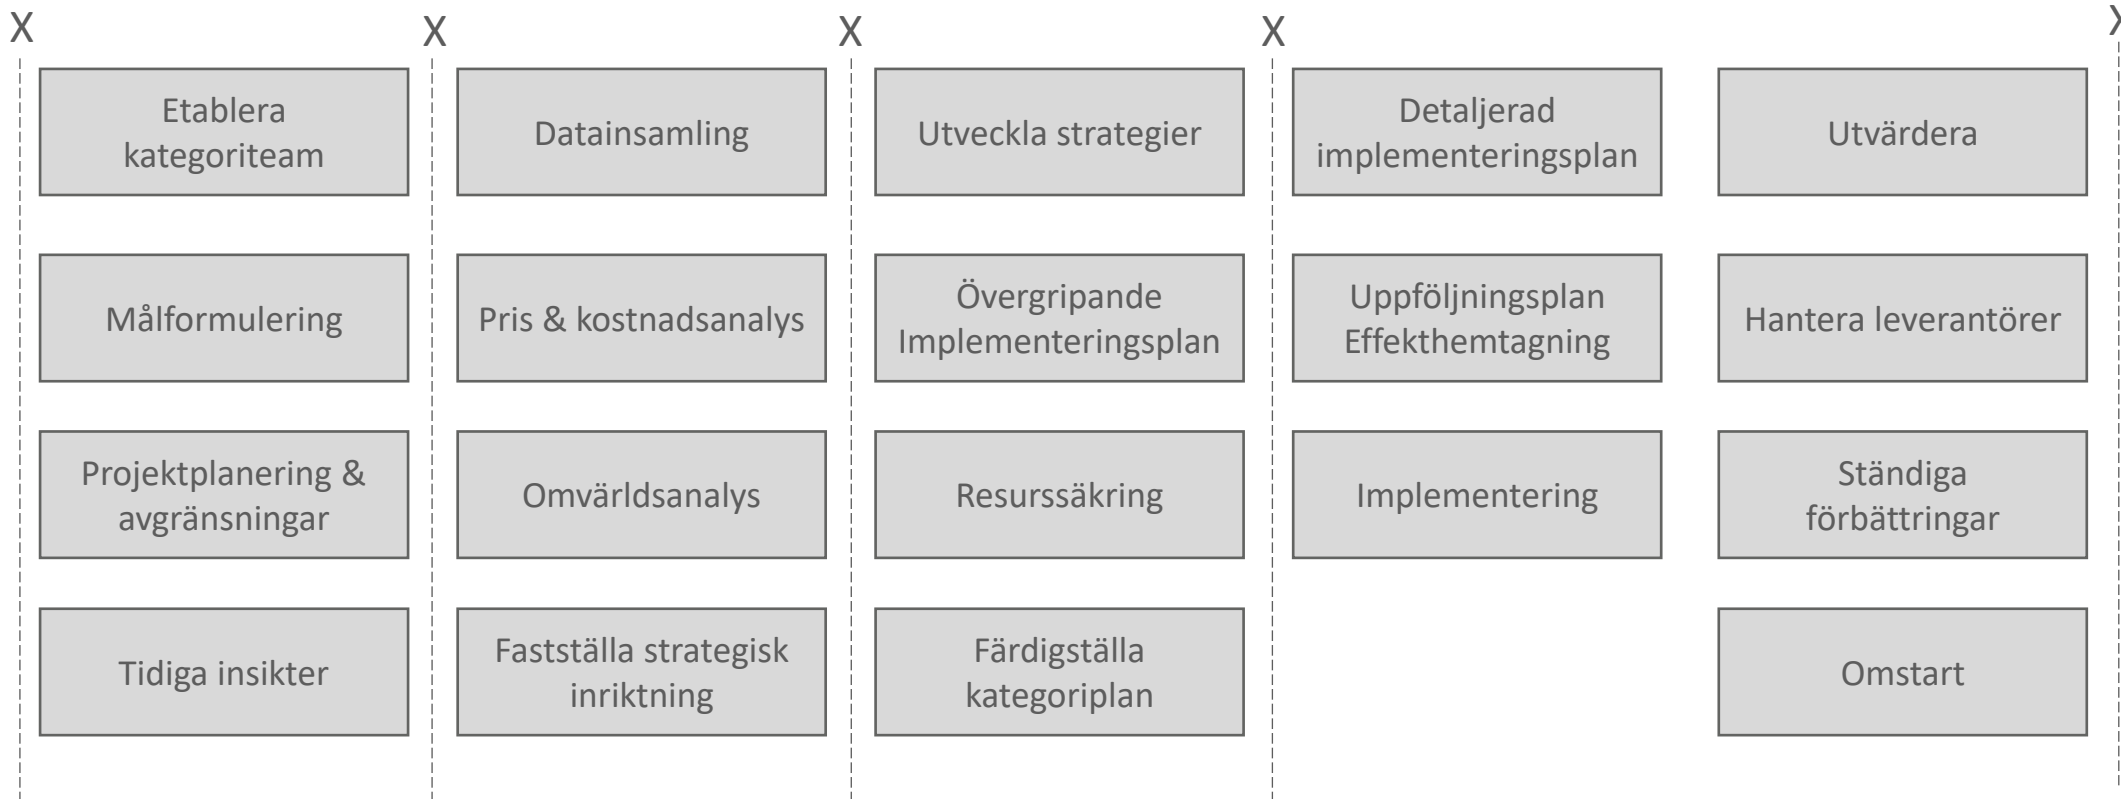 X
X
X
X
X
Etablera
kategoriteam
Datainsamling
Utveckla strategier
Detaljerad
implementeringsplan
Utvärdera
Målformulering
Pris & kostnadsanalys
Övergripande
Implementeringsplan
Uppföljningsplan
Effekthemtagning
Hantera leverantörer
Projektplanering &
avgränsningar
Omvärldsanalys
Resurssäkring
Implementering
Ständiga
förbättringar
Tidiga insikter
Fastställa strategisk
inriktning
Färdigställa
kategoriplan
Omstart